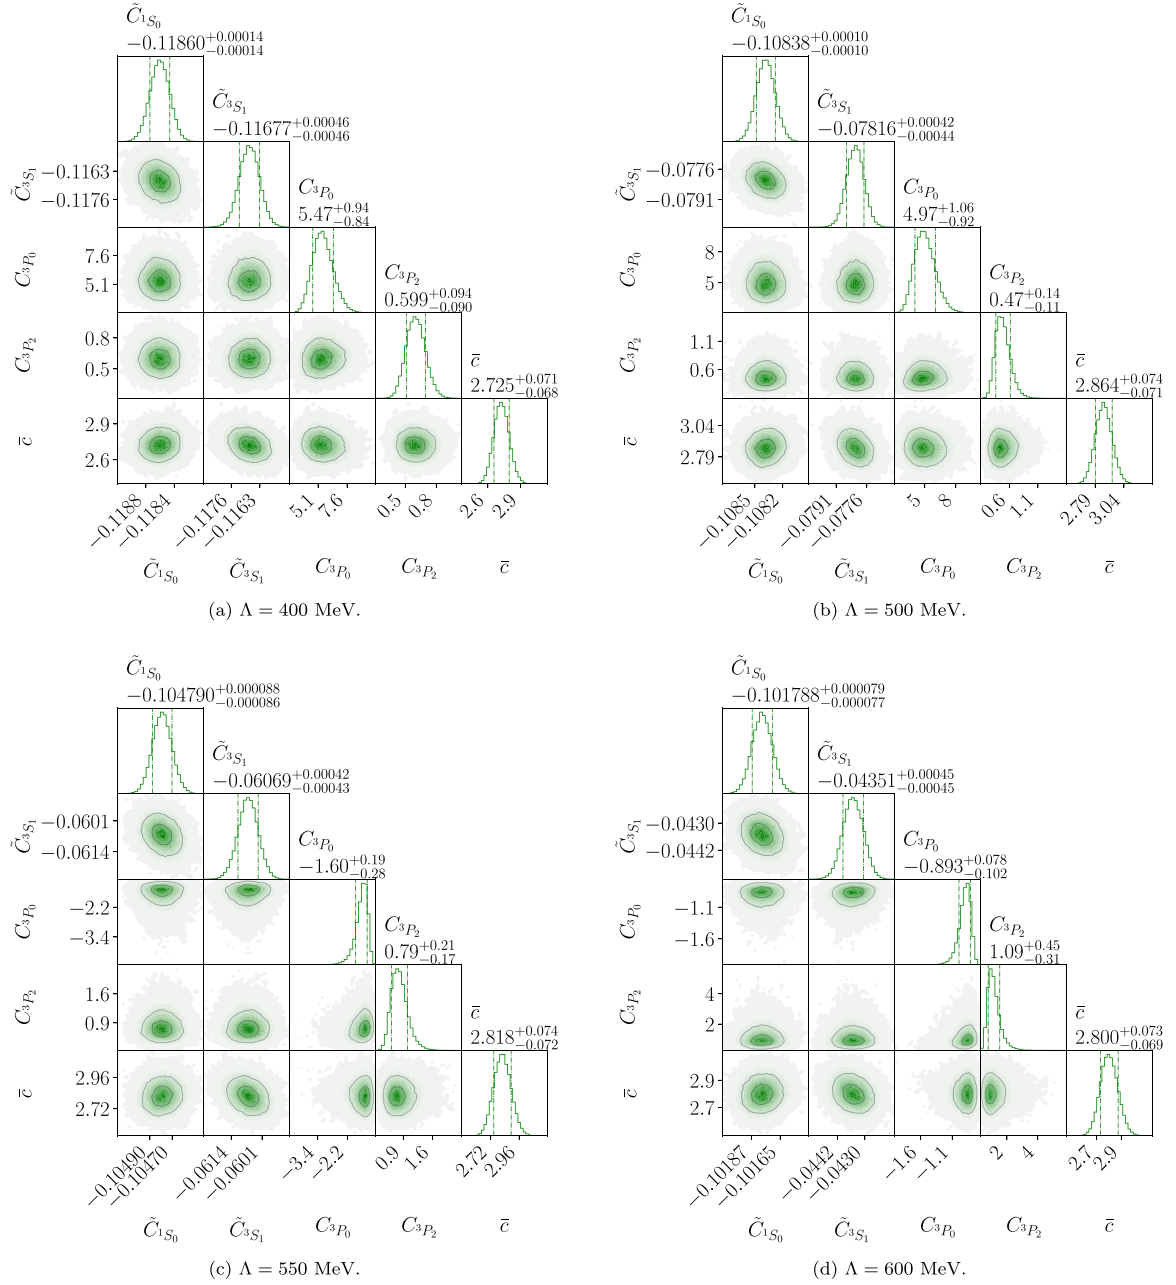 C̃¹S₀
−0.11860+0.00014−0.00014
C̃³S₁
−0.11677+0.00046−0.00046
C³P₀
5.47+0.94−0.84
C³P₂
0.599+0.094−0.090
c̄
2.725+0.071−0.068
C̃³S₁
−0.1163
−0.1176
C³P₀
7.6
5.1
C³P₂
0.8
0.5
c̄
2.9
2.6
−0.1188 −0.1184 −0.1176 −0.1163 5.1 7.6 0.5 0.8 2.6 2.9
C̃¹S₀ C̃³S₁ C³P₀ C³P₂ c̄
(a) Λ = 400 MeV.
C̃¹S₀
−0.10838+0.00010−0.00010
C̃³S₁
−0.07816+0.00042−0.00044
C³P₀
4.97+1.06−0.92
C³P₂
0.47+0.14−0.11
c̄
2.864+0.074−0.071
C̃³S₁
−0.0776
−0.0791
C³P₀
8
5
C³P₂
1.1
0.6
c̄
3.04
2.79
−0.1085 −0.1082 −0.0791 −0.0776 5 8 0.6 1.1 2.79 3.04
C̃¹S₀ C̃³S₁ C³P₀ C³P₂ c̄
(b) Λ = 500 MeV.
C̃¹S₀
−0.104790+0.000088−0.000086
C̃³S₁
−0.06069+0.00042−0.00043
C³P₀
−1.60+0.19−0.28
C³P₂
0.79+0.21−0.17
c̄
2.818+0.074−0.072
C̃³S₁
−0.0601
−0.0614
C³P₀
−2.2
−3.4
C³P₂
1.6
0.9
c̄
2.96
2.72
−0.10490 −0.10470 −0.0614 −0.0601 −3.4 −2.2 0.9 1.6 2.72 2.96
C̃¹S₀ C̃³S₁ C³P₀ C³P₂ c̄
(c) Λ = 550 MeV.
C̃¹S₀
−0.101788+0.000079−0.000077
C̃³S₁
−0.04351+0.00045−0.00045
C³P₀
−0.893+0.078−0.102
C³P₂
1.09+0.45−0.31
c̄
2.800+0.073−0.069
C̃³S₁
−0.0430
−0.0442
C³P₀
−1.1
−1.6
C³P₂
4
2
c̄
2.9
2.7
−0.10187 −0.10165 −0.0442 −0.0430 −1.6 −1.1 2 4 2.7 2.9
C̃¹S₀ C̃³S₁ C³P₀ C³P₂ c̄
(d) Λ = 600 MeV.